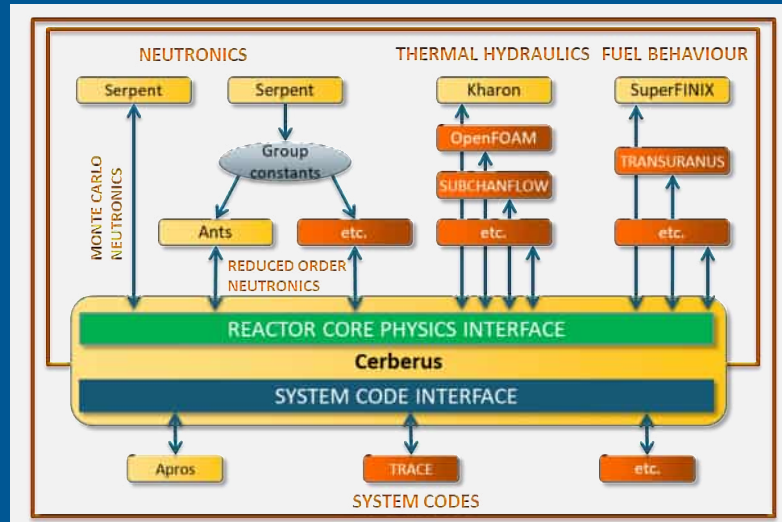 NEUTRONICS
THERMAL HYDRAULICS
FUEL BEHAVIOUR
Serpent
Serpent
Kharon
SuperFINIX
OpenFOAM
Group
constants
TRANSURANUS
SUBCHANFLOW
MONTE CARLO
NEUTRONICS
Ants
etc.
etc.
etc.
REDUCED ORDER
NEUTRONICS
REACTOR CORE PHYSICS INTERFACE
Cerberus
SYSTEM CODE INTERFACE
Apros
TRACE
etc.
SYSTEM CODES